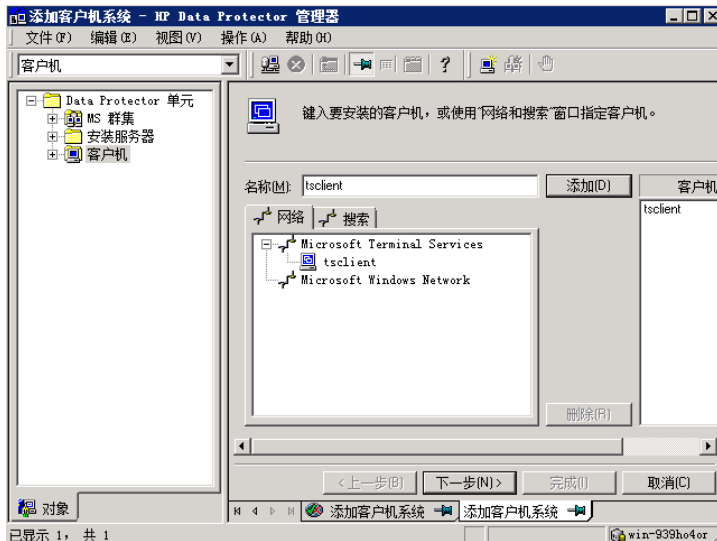 添加客户机系统 - HP Data Protector 管理器
文件(F) 编辑(E) 视图(V) 操作(A) 帮助(H)
客户机
Data Protector 单元
MS 群集
安装服务器
客户机
键入要安装的客户机，或使用"网络和搜索"窗口指定客户机。
名称(M): tsclient 添加(D) 客户机
网络 搜索
tsclient
Microsoft Terminal Services
tsclient
Microsoft Windows Network
删除(R)
<上一步(B) 下一步(N)> 完成(I) 取消(C)
对象
添加客户机系统 添加客户机系统
已显示 1， 共 1
win-939ho4or